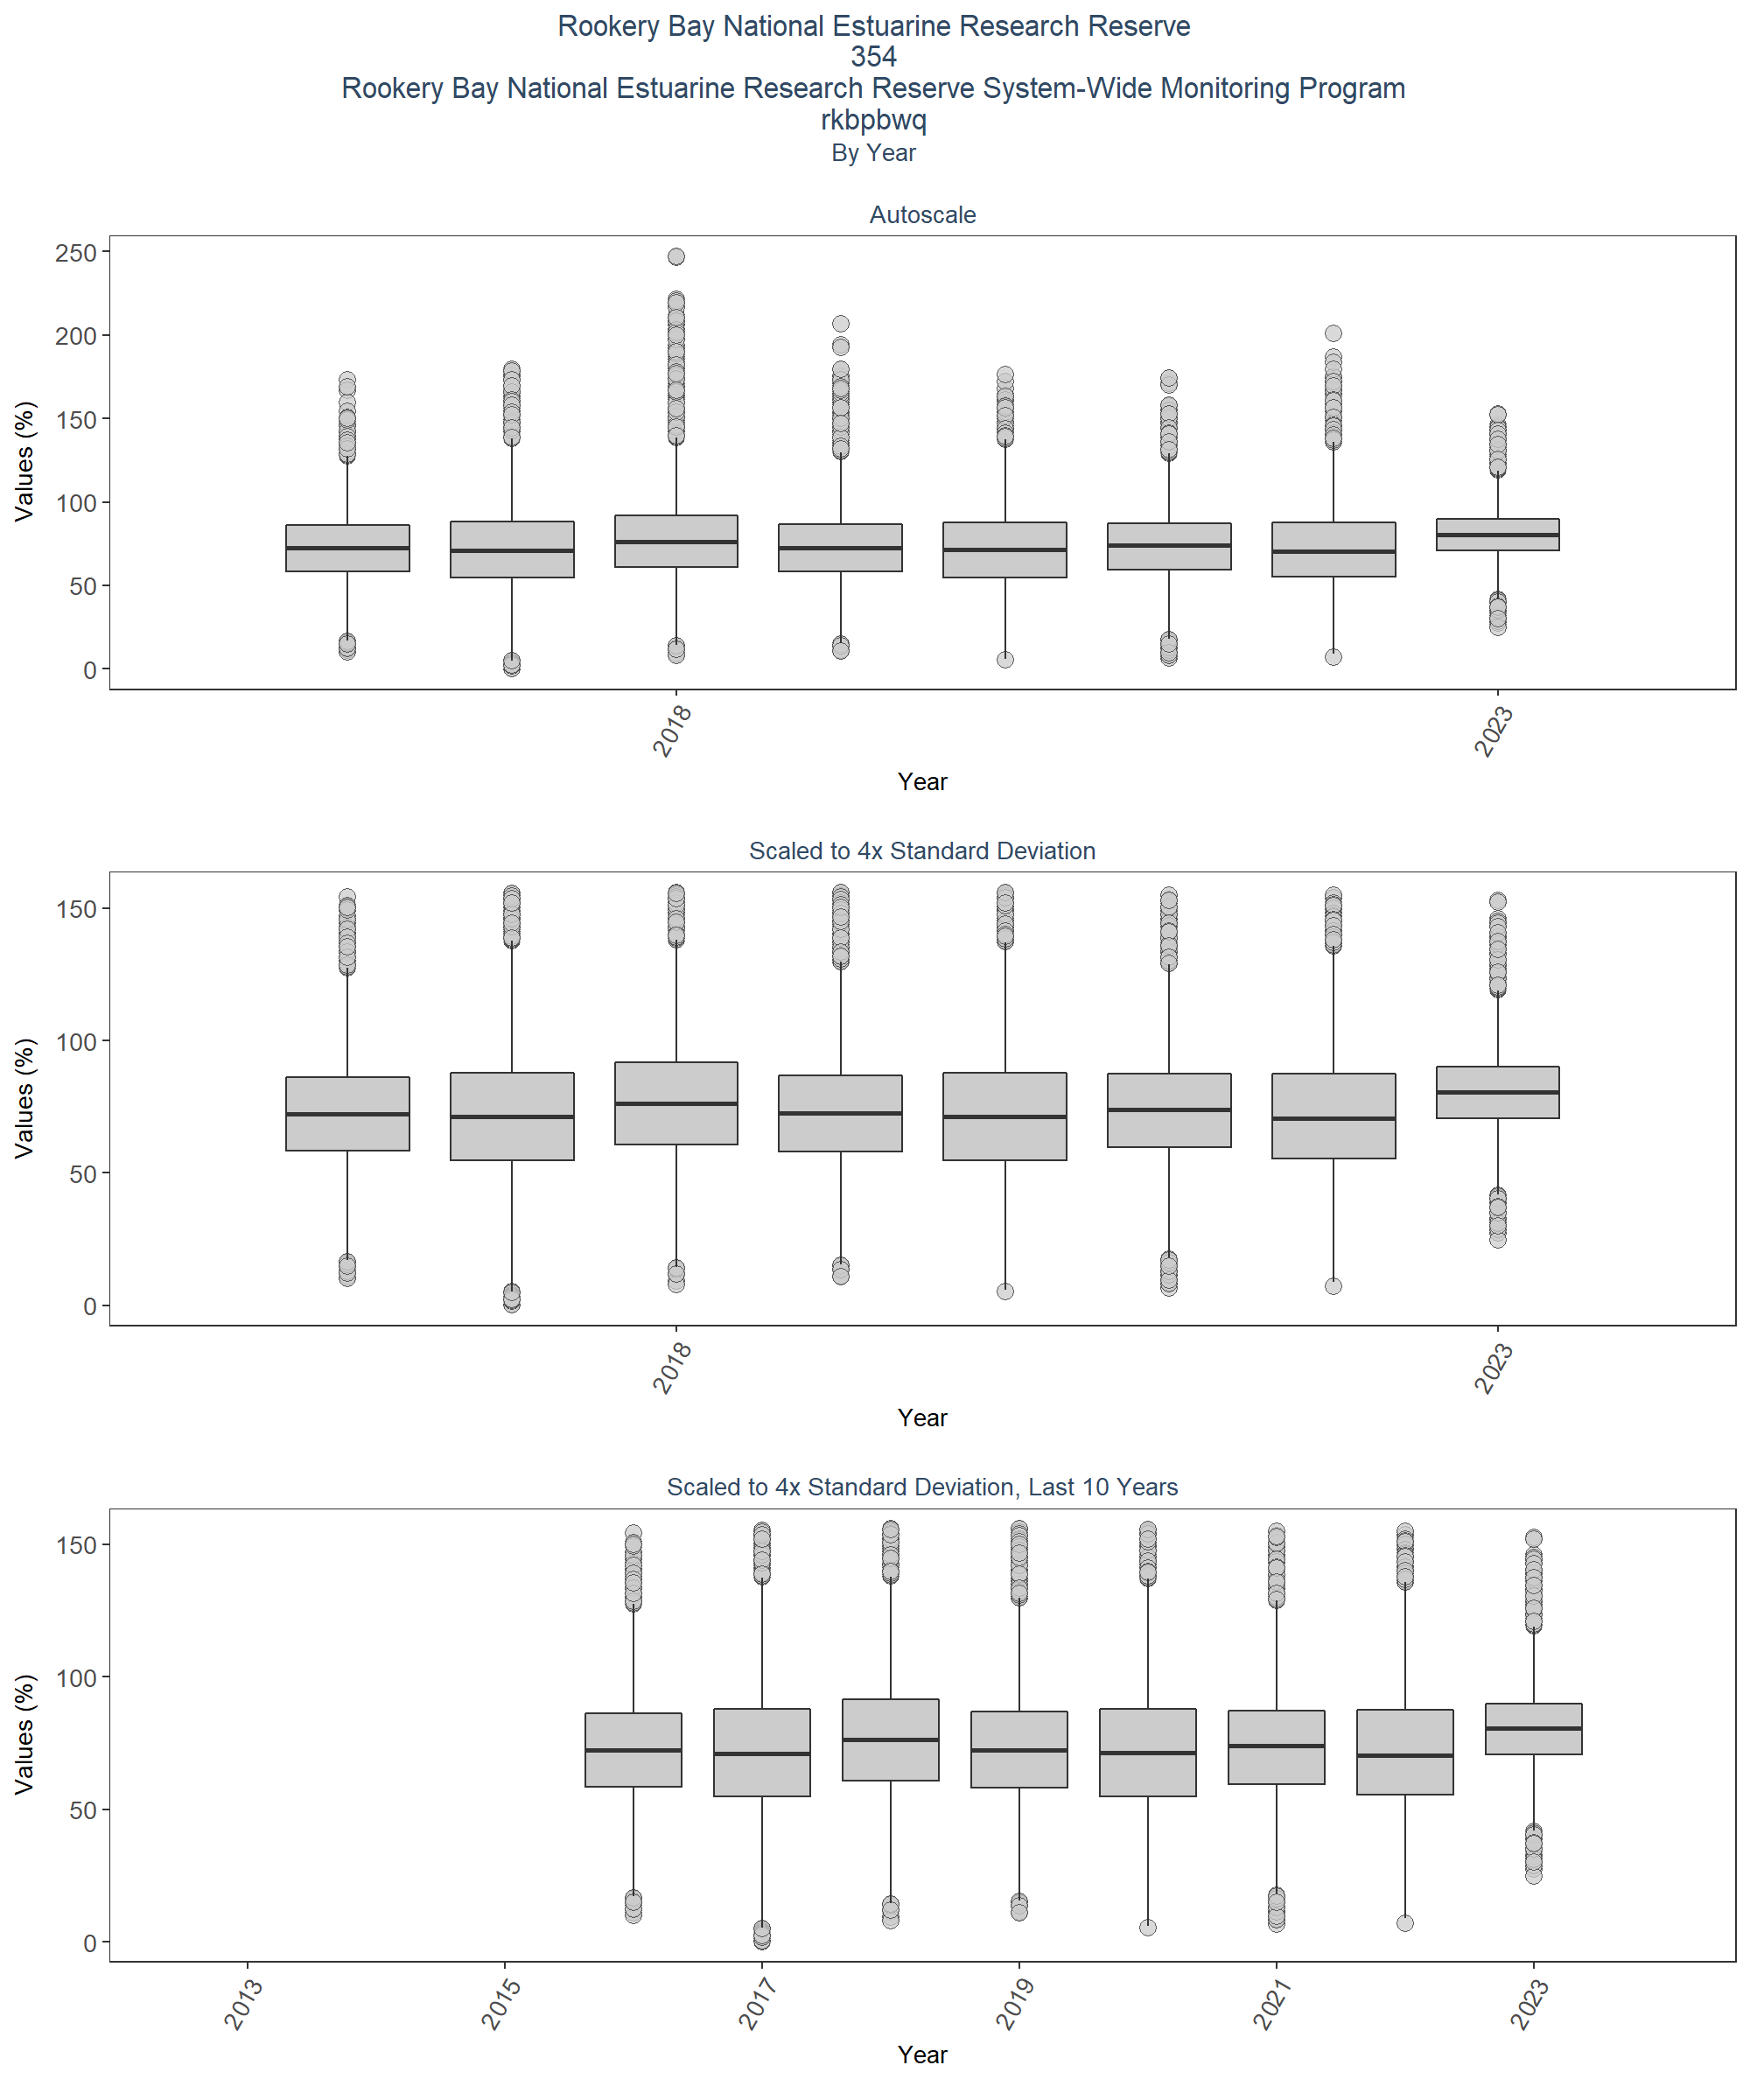 Rookery Bay National Estuarine Research Reserve
354
Rookery Bay National Estuarine Research Reserve System-Wide Monitoring Program
rkbpbwq
By Year
Autoscale
Values (%)
250
200
150
100
50
0
2018
2023
Year
Scaled to 4x Standard Deviation
Values (%)
150
100
50
0
2018
2023
Year
Scaled to 4x Standard Deviation, Last 10 Years
Values (%)
150
100
50
0
2013
2015
2017
2019
2021
2023
Year